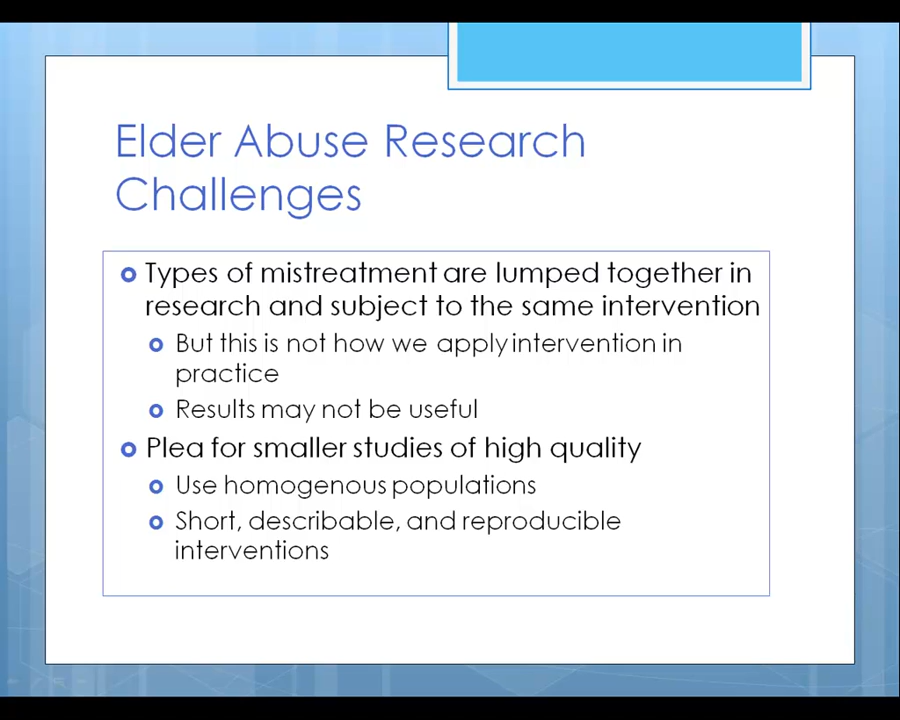 Elder Abuse Research
Challenges
Types of mistreatment are lumped together in
research and subject to the same intervention
But this is not how we apply intervention in
practice
Results may not be useful
Plea for smaller studies of high quality
Use homogenous populations
Short, describable, and reproducible
interventions